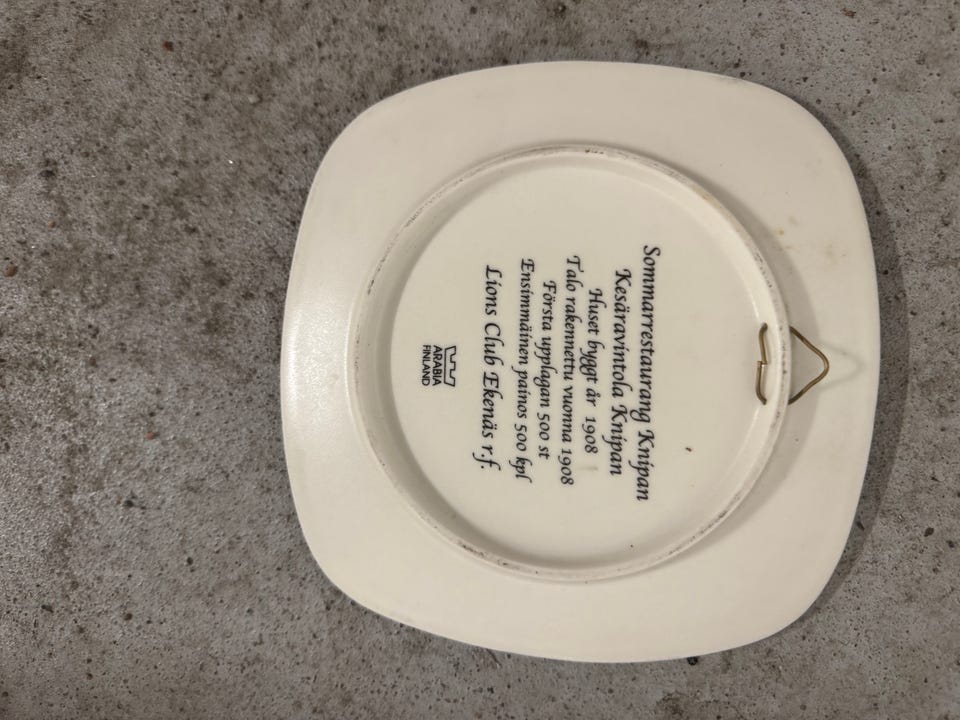 Sommarrestaurang Knipan
Kesäravintola Knipan
Huset byggt år 1908
Talo rakennettu vuonna 1908
Första upplagan 500 st
Ensimmäinen painos 500 kpl
Lions Club Ekenäs r.f.
ARABIA
FINLAND